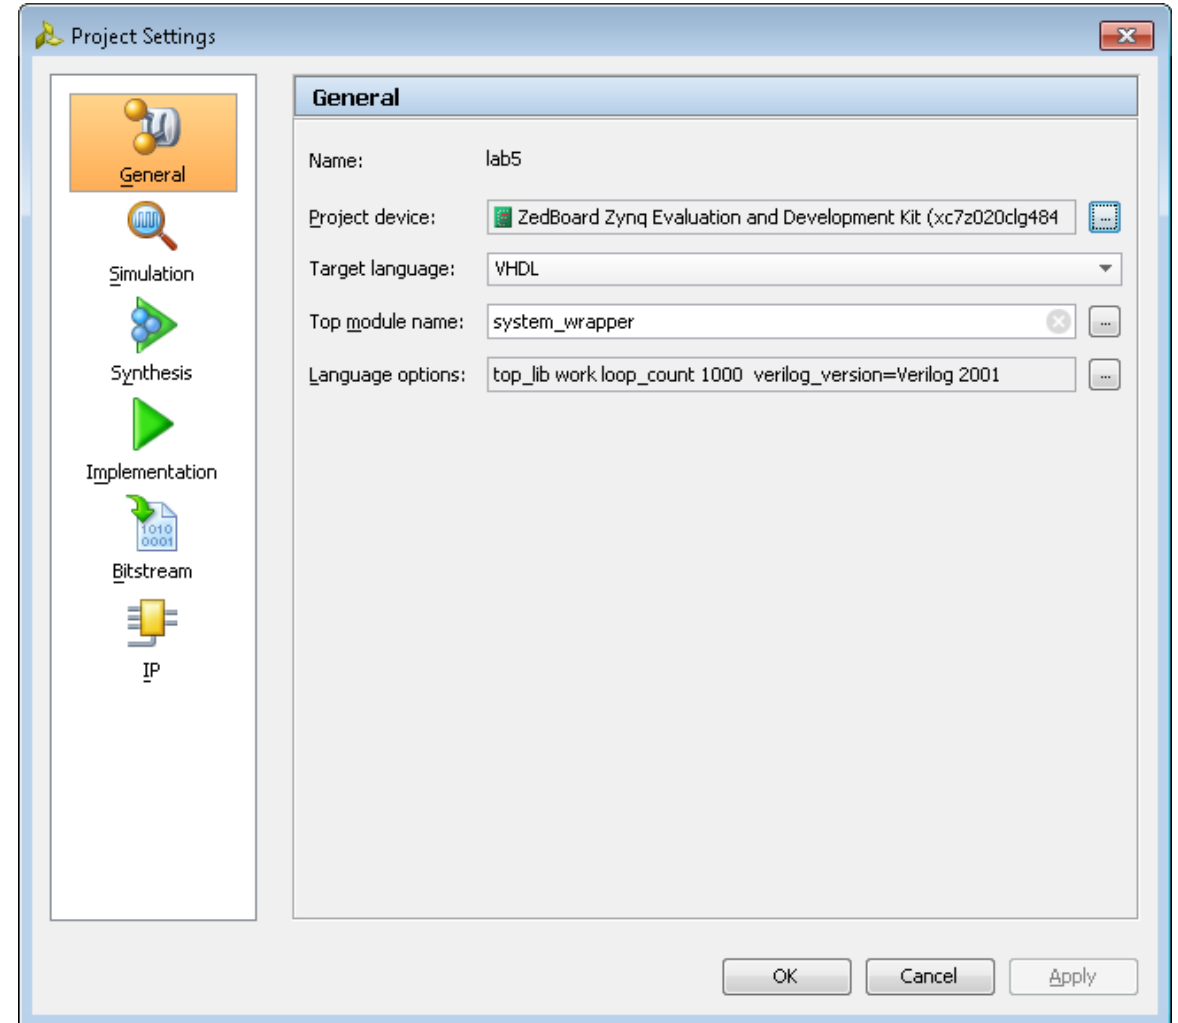 Project Settings
General
Simulation
Synthesis
Implementation
1010
0001
Bitstream
IP
General
Name: lab5
Project device: ZedBoard Zynq Evaluation and Development Kit (xc7z020clg484 ...
Target language: VHDL
Top module name: system_wrapper ...
Language options: top_lib work loop_count 1000 verilog_version=Verilog 2001 ...
OK Cancel Apply